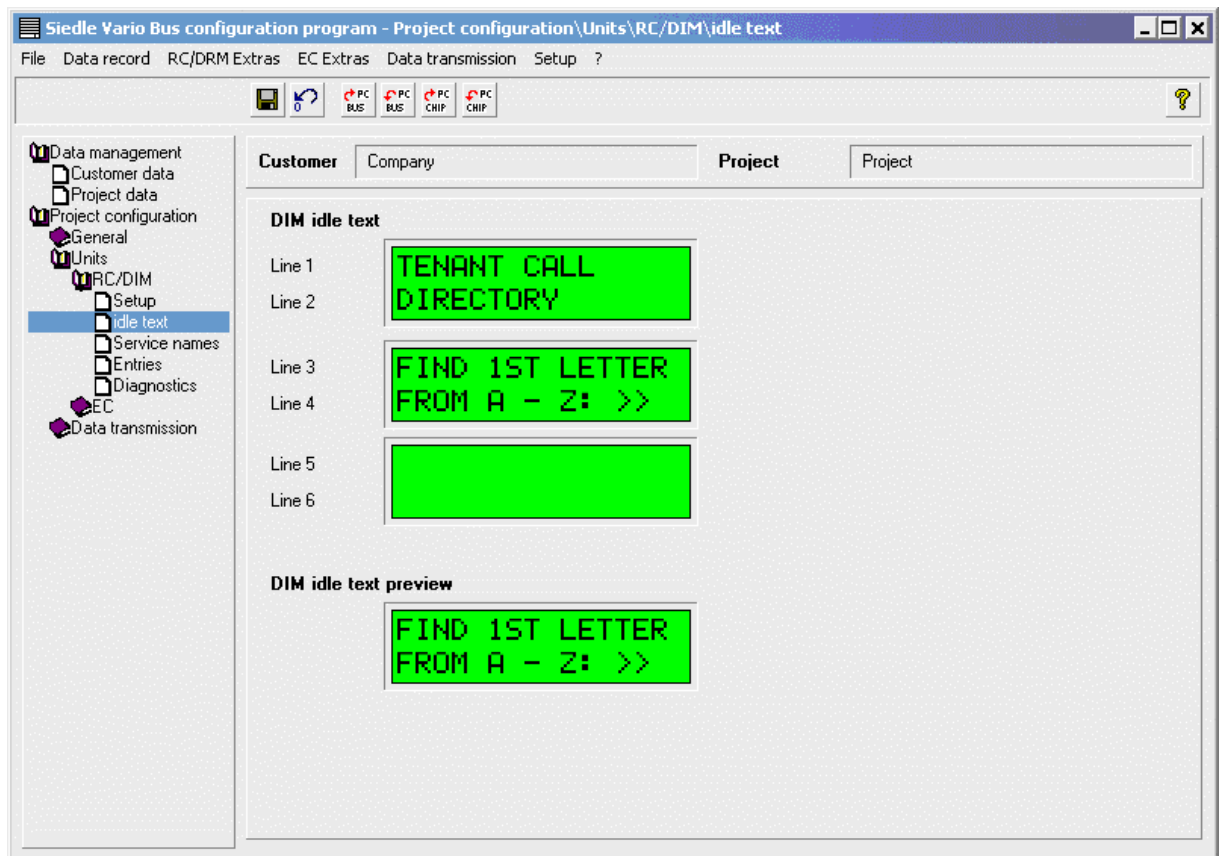 Siedle Vario Bus configuration program - Project configuration\Units\RC/DIM\idle text
File Data record RC/DRM Extras EC Extras Data transmission Setup ?
0 PC BUS PC BUS PC CHIP PC CHIP ?
Data management
Customer data
Project data
Project configuration
General
Units
RC/DIM
Setup
idle text
Service names
Entries
Diagnostics
EC
Data transmission
Customer Company Project Project
DIM idle text
Line 1 TENANT CALL
Line 2 DIRECTORY
Line 3 FIND 1ST LETTER
Line 4 FROM A - Z: >>
Line 5
Line 6
DIM idle text preview
FIND 1ST LETTER
FROM A - Z: >>